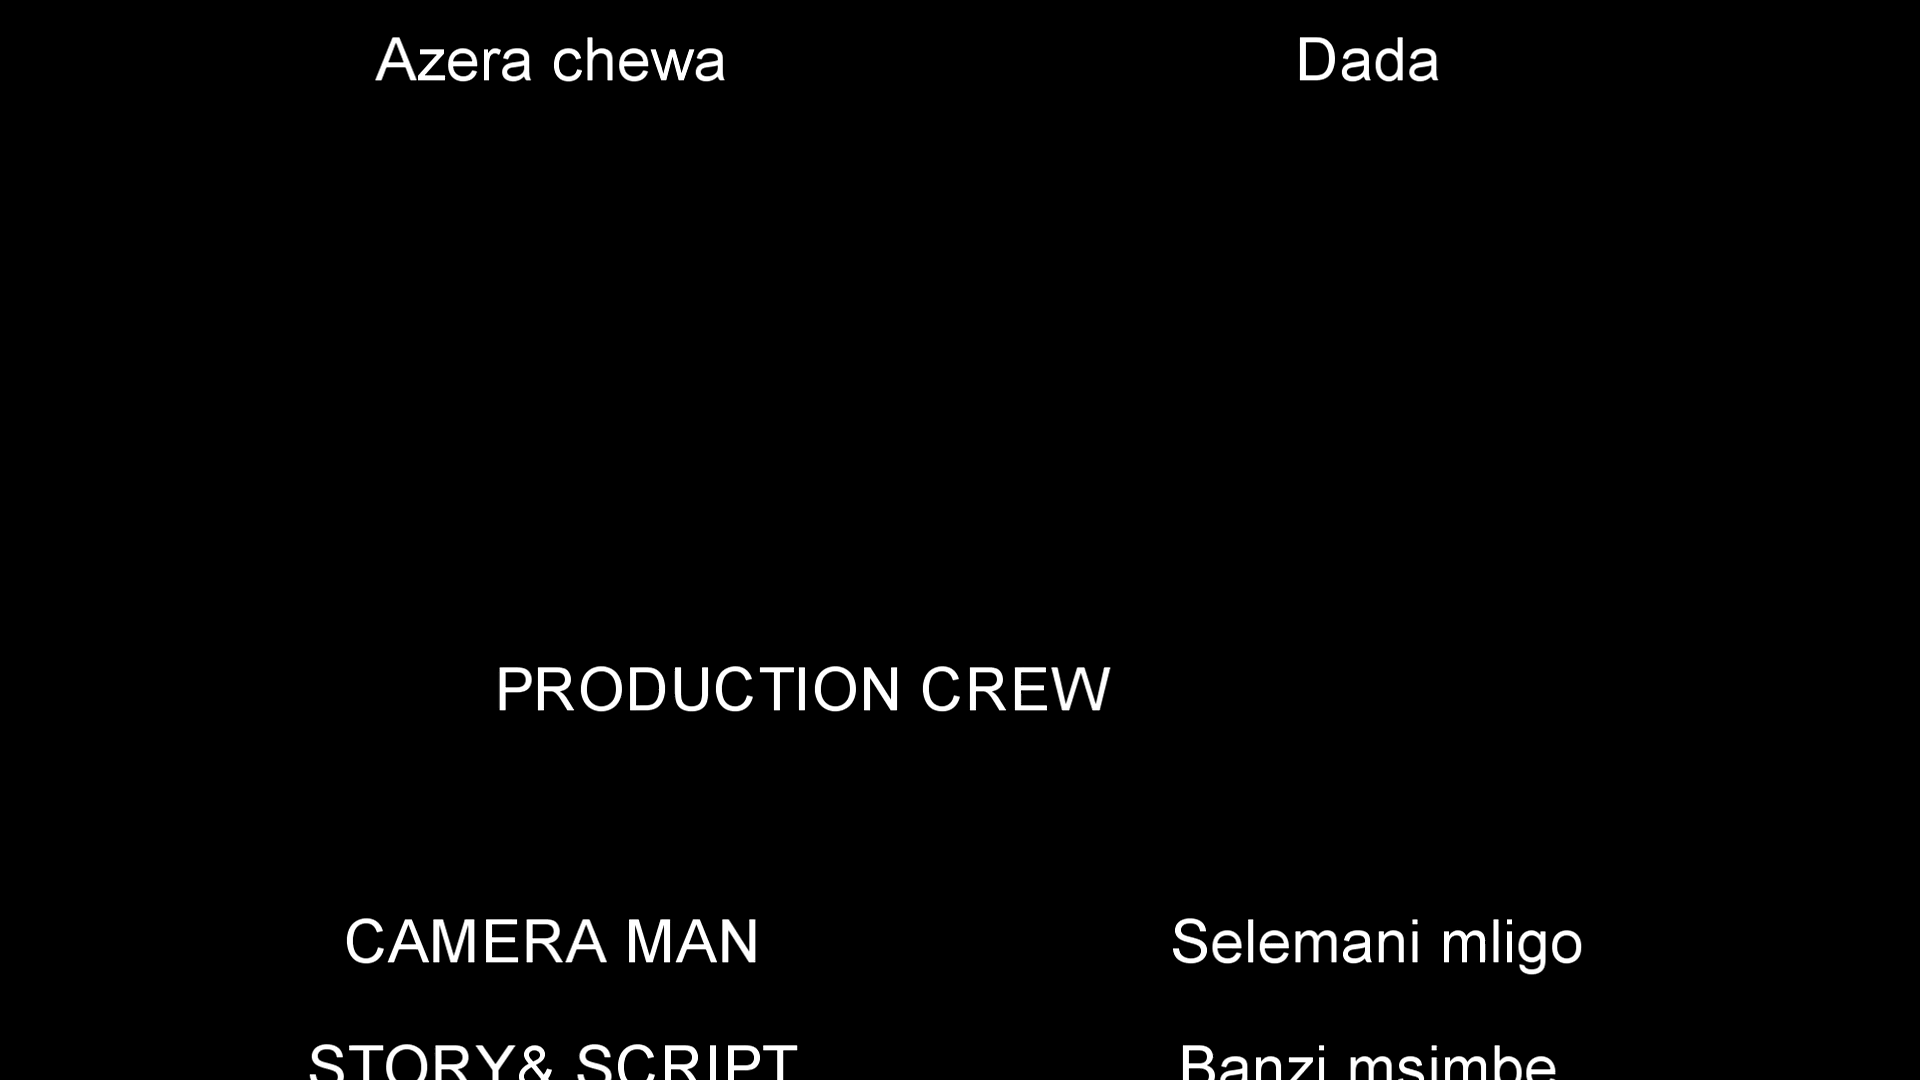 Azera chewa Dada
PRODUCTION CREW
CAMERA MAN Selemani mligo
STORY& SCRIPT Banzi msimbe